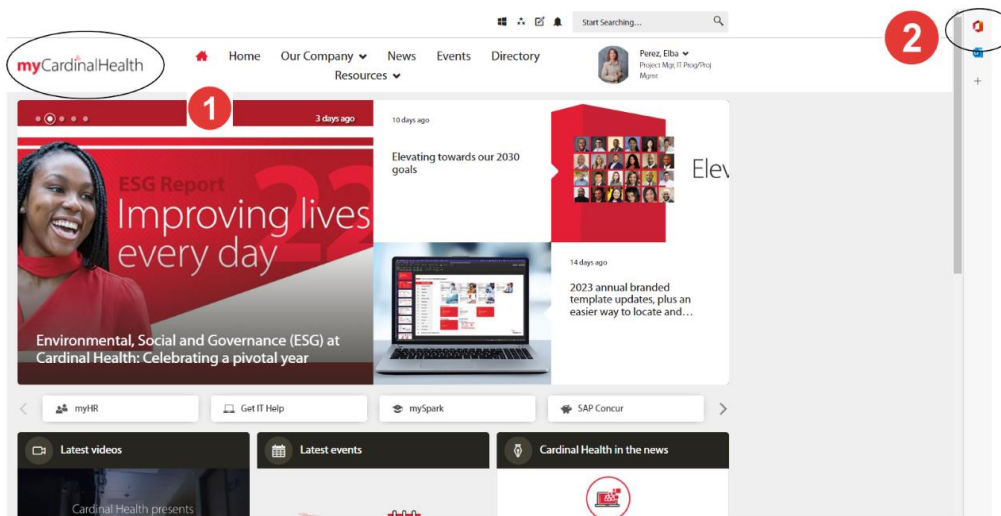 Start Searching...
2
myCardinalHealth
Home Our Company News Events Directory
Resources
Perez, Elba
Project Mgr, IT Prog/Proj
Mgmt
1
3 days ago
ESG Report
22
Improving lives
every day
Environmental, Social and Governance (ESG) at
Cardinal Health: Celebrating a pivotal year
10 days ago
Elevating towards our 2030
goals
Elev
14 days ago
2023 annual branded
template updates, plus an
easier way to locate and...
myHR
Get IT Help
mySpark
SAP Concur
Latest videos
Latest events
Cardinal Health in the news
Cardinal Health presents